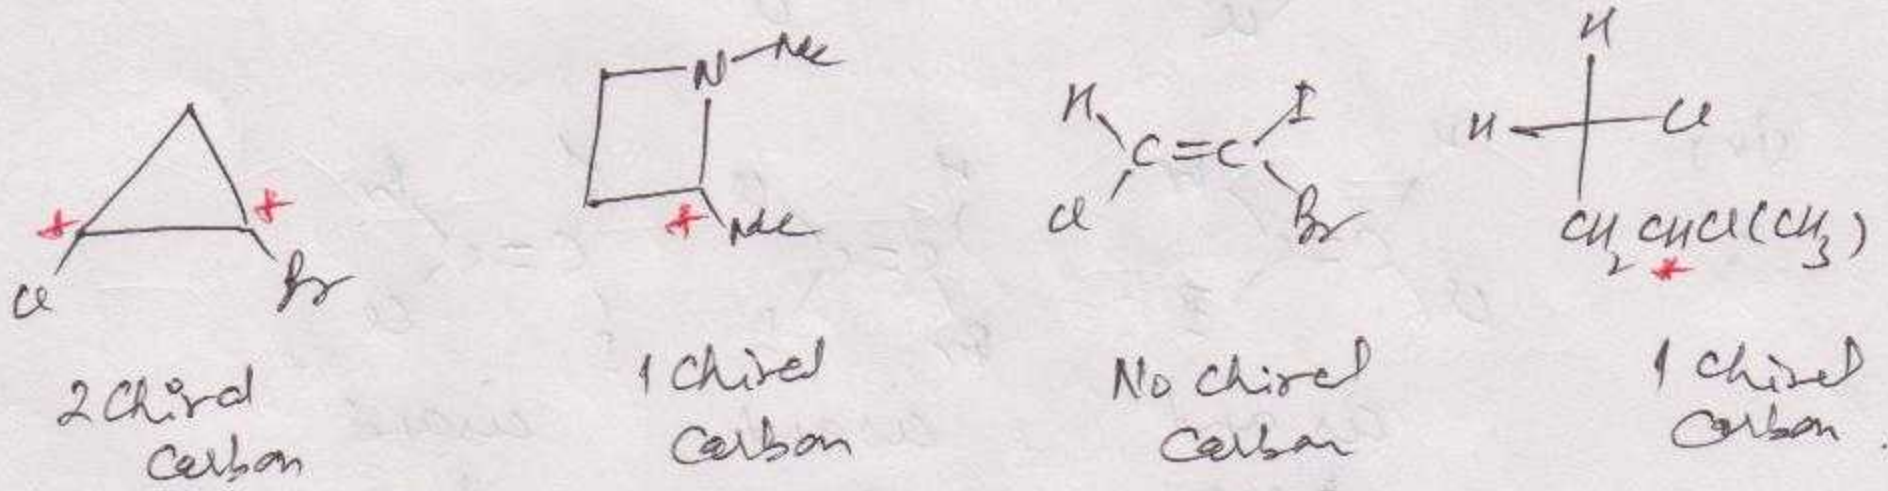 H
N-Me
H I
H Cl
C=C
Cl Br
Me
CH2CHCl(CH3)
*
Cl Br
2 Chiral
Carbon
1 Chiral
Carbon
No Chiral
Carbon
1 Chiral
Carbon.